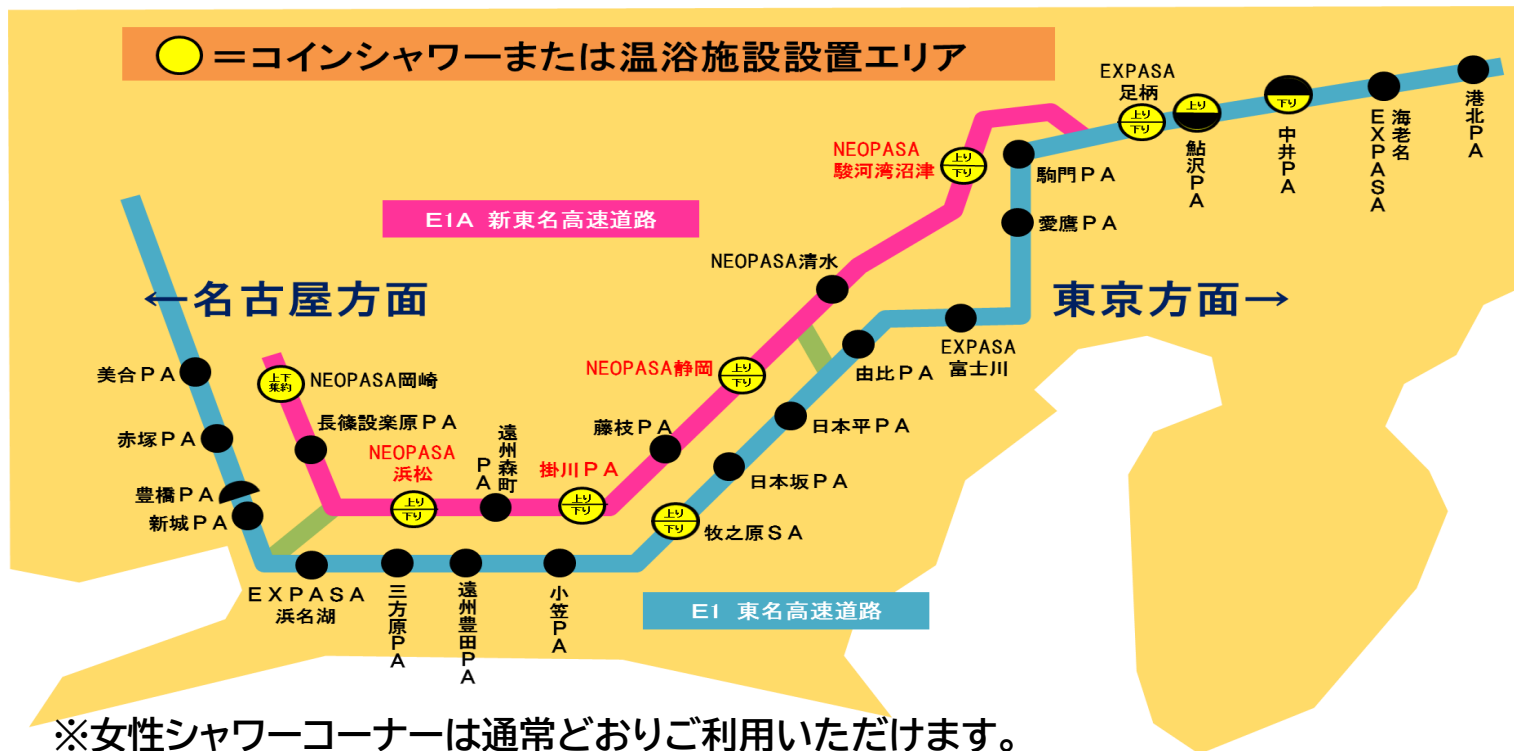 ＝コインシャワーまたは温浴施設設置エリア
EXPASA
足柄
上り
下り
上り
鮎沢PA
下り
中井PA
海老名
EXPASA
港北PA
NEOPASA
駿河湾沼津
上り
下り
駒門PA
愛鷹PA
E1A 新東名高速道路
NEOPASA清水
←名古屋方面
東京方面→
EXPASA
富士川
美合PA
上下
集約
NEOPASA岡崎
NEOPASA静岡
上り
下り
由比PA
赤塚PA
長篠設楽原PA
藤枝PA
日本平PA
NEOPASA
浜松
上り
下り
遠州森町
PA
掛川PA
上り
下り
日本坂PA
豊橋PA
新城PA
上り
下り
牧之原SA
EXPASA
浜名湖
三方原PA
遠州豊田PA
小笠PA
E1 東名高速道路
※女性シャワーコーナーは通常どおりご利用いただけます。